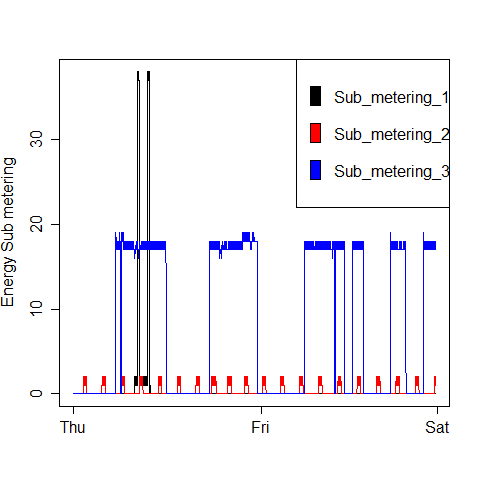 Sub_metering_1
Sub_metering_2
Sub_metering_3
Energy Sub metering
30
20
10
0
Thu Fri Sat